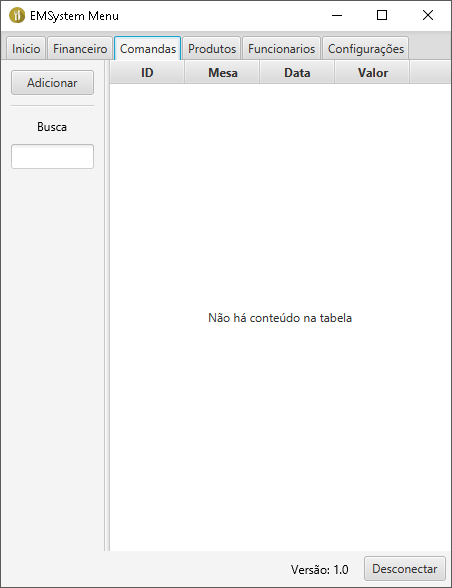 EMSystem Menu
Inicio Financeiro Comandas Produtos Funcionarios Configurações
Adicionar
Busca
ID Mesa Data Valor
Não há conteúdo na tabela
Versão: 1.0 Desconectar